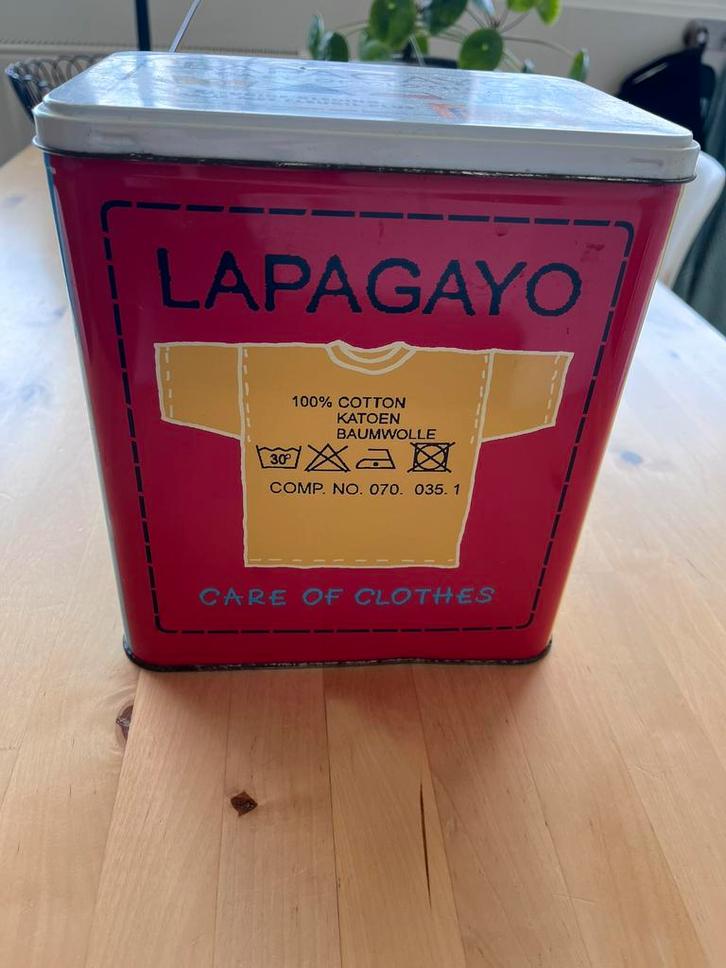 LAPAGAYO
100% COTTON
KATOEN
BAUMWOLLE
30°
COMP. NO. 070. 035. 1
CARE OF CLOTHES